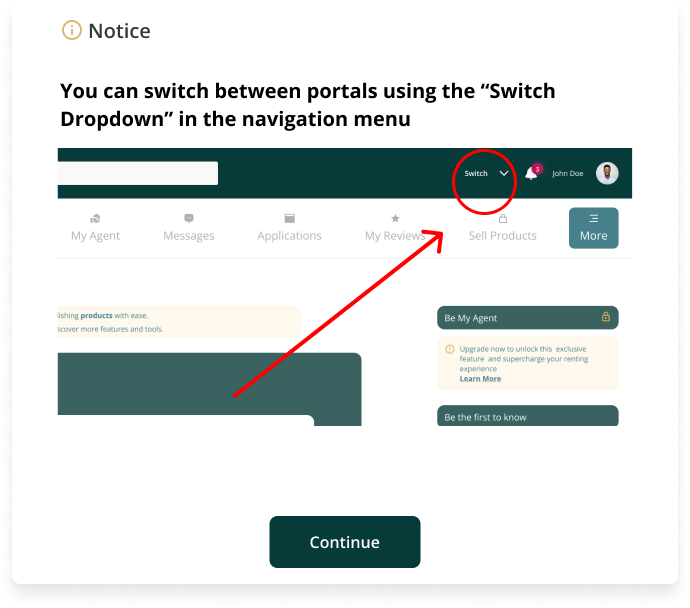 Notice
You can switch between portals using the “Switch
Dropdown” in the navigation menu
Switch
3
John Doe
My Agent
Messages
Applications
My Reviews
Sell Products
More
lishing products with ease.
scover more features and tools.
Be My Agent
Upgrade now to unlock this exclusive
feature and supercharge your renting
experience
Learn More
Be the first to know
Continue